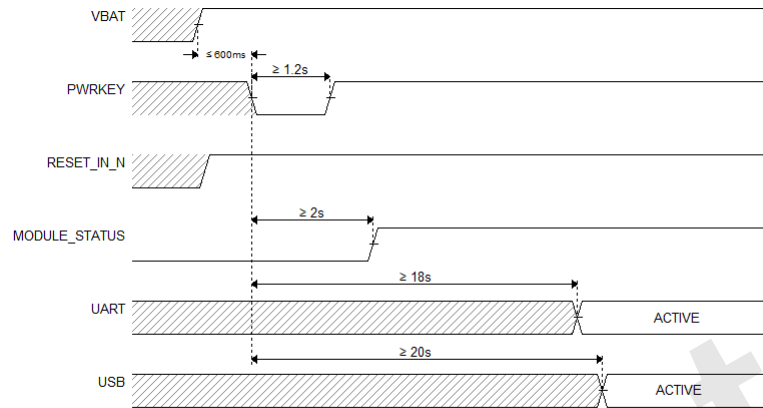 VBAT
≤ 600ms
≥ 1.2s
PWRKEY
RESET_IN_N
≥ 2s
MODULE_STATUS
≥ 18s
UART
ACTIVE
≥ 20s
USB
ACTIVE